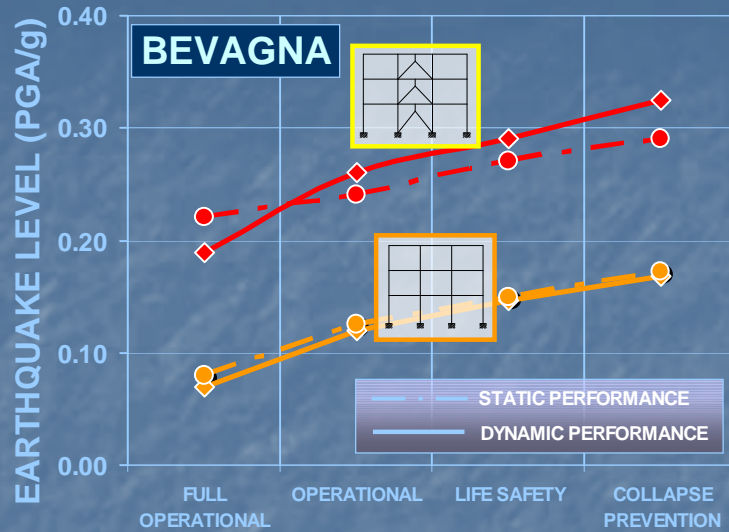 BEVAGNA
EARTHQUAKE LEVEL (PGA/g)
0.40
0.30
0.20
0.10
0.00
STATIC PERFORMANCE
DYNAMIC PERFORMANCE
FULL
OPERATIONAL
OPERATIONAL
LIFE SAFETY
COLLAPSE
PREVENTION